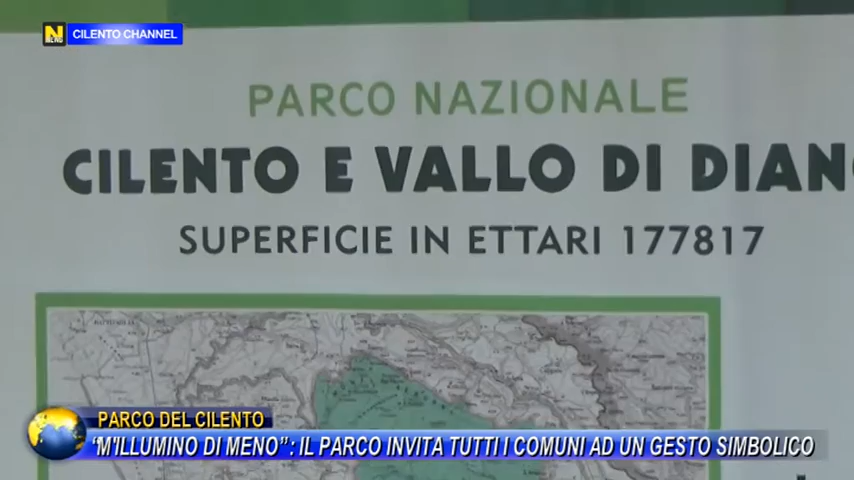 CILENTO CHANNEL
PARCO NAZIONALE
CILENTO E VALLO DI DIAN
SUPERFICIE IN ETTARI 177817
PARCO DEL CILENTO
“M'ILLUMINO DI MENO”: IL PARCO INVITA TUTTI I COMUNI AD UN GESTO SIMBOLICO